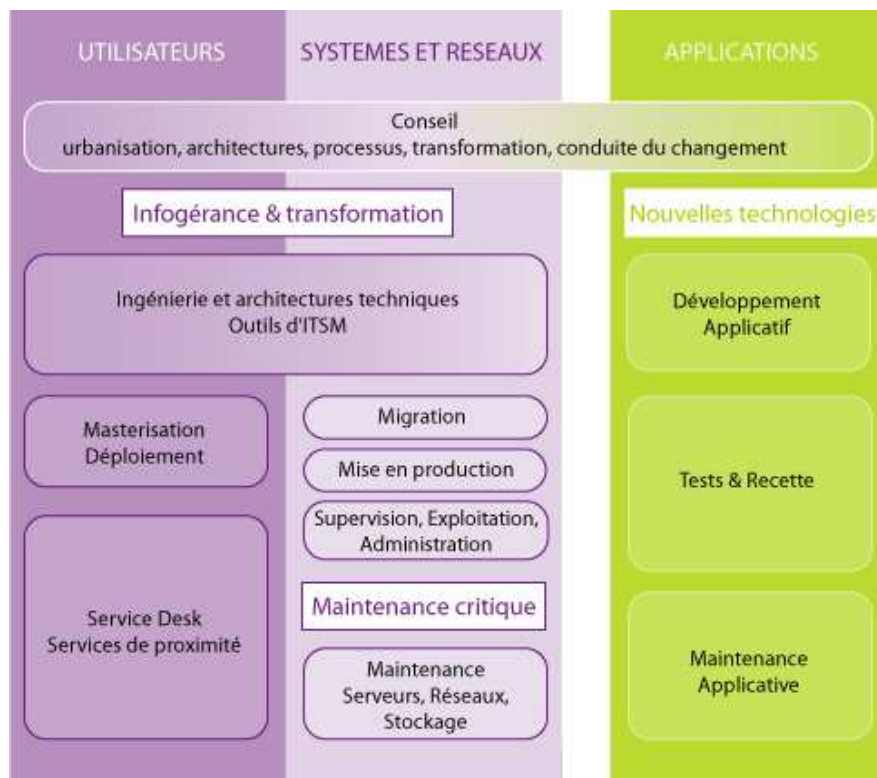 UTILISATEURS
SYSTEMES ET RESEAUX
APPLICATIONS
Conseil
urbanisation, architectures, processus, transformation, conduite du changement
Infogérance & transformation
Nouvelles technologies
Ingénierie et architectures techniques
Outils d'ITSM
Développement
Applicatif
Masterisation
Déploiement
Migration
Mise en production
Supervision, Exploitation,
Administration
Tests & Recette
Service Desk
Services de proximité
Maintenance critique
Maintenance
Serveurs, Réseaux,
Stockage
Maintenance
Applicative